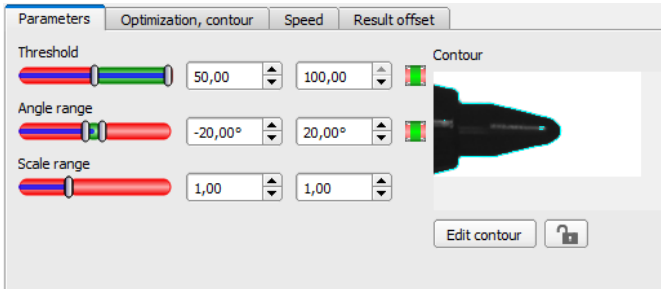 Parameters Optimization, contour Speed Result offset
Threshold
50,00 100,00
Contour
Angle range
-20,00° 20,00°
Scale range
1,00 1,00
Edit contour